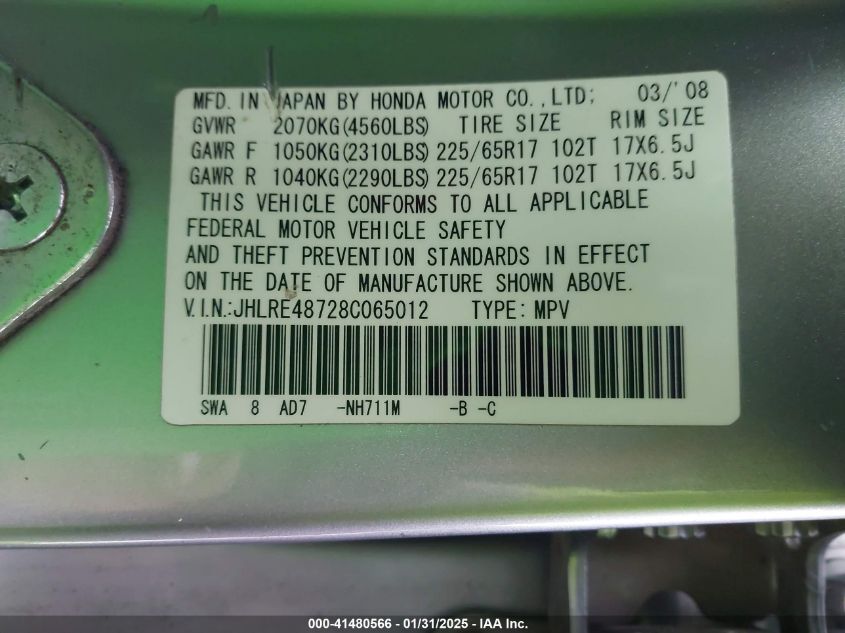 MFD. IN JAPAN BY HONDA MOTOR CO.,LTD; 03/'08
GVWR 2070KG(4560LBS) TIRE SIZE RIM SIZE
GAWR F 1050KG(2310LBS) 225/65R17 102T 17X6.5J
GAWR R 1040KG(2290LBS) 225/65R17 102T 17X6.5J
THIS VEHICLE CONFORMS TO ALL APPLICABLE
FEDERAL MOTOR VEHICLE SAFETY
AND THEFT PREVENTION STANDARDS IN EFFECT
ON THE DATE OF MANUFACTURE SHOWN ABOVE.
V.I.N.:JHLRE48728C065012 TYPE: MPV
SWA 8 AD7 -NH711M -B -C
000-41480566 - 01/31/2025 - IAA Inc.